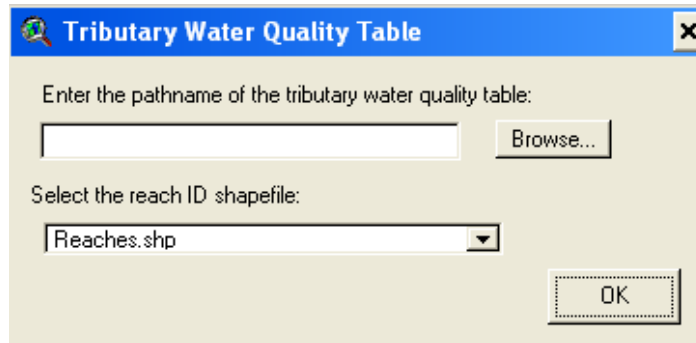 Tributary Water Quality Table
Enter the pathname of the tributary water quality table:
Browse...
Select the reach ID shapefile:
Reaches.shp
OK